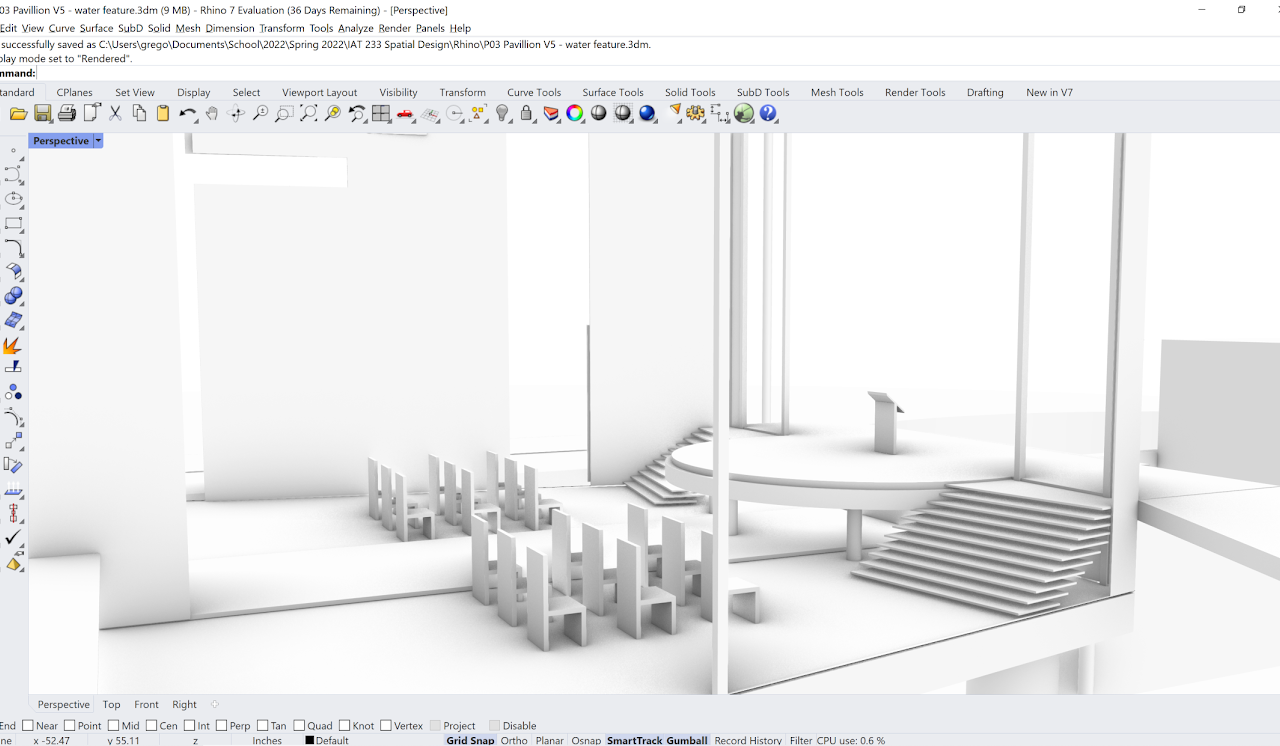 03 Pavillion V5 - water feature.3dm (9 MB) - Rhino 7 Evaluation (36 Days Remaining) - [Perspective]
Edit View Curve Surface SubD Solid Mesh Dimension Transform Tools Analyze Render Panels Help
successfully saved as C:\Users\grego\Documents\School\2022\Spring 2022\IAT 233 Spatial Design\Rhino\P03 Pavillion V5 - water feature.3dm.
play mode set to "Rendered".
mmand:
tandard CPlanes Set View Display Select Viewport Layout Visibility Transform Curve Tools Surface Tools Solid Tools SubD Tools Mesh Tools Render Tools Drafting New in V7
Perspective
Perspective Top Front Right
End Near Point Mid Cen Int Perp Tan Quad Knot Vertex Project Disable
ne x -52.47 y 55.11 z Inches Default Grid Snap Ortho Planar Osnap SmartTrack Gumball Record History Filter CPU use: 0.6 %